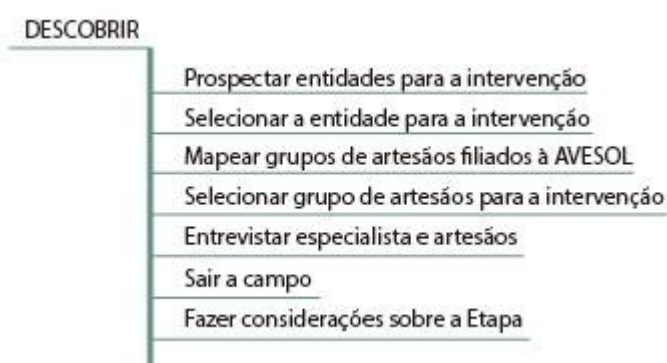 DESCOBRIR
Prospectar entidades para a intervenção
Selecionar a entidade para a intervenção
Mapear grupos de artesãos filiados à AVESOL
Selecionar grupo de artesãos para a intervenção
Entrevistar especialista e artesãos
Sair a campo
Fazer considerações sobre a Etapa